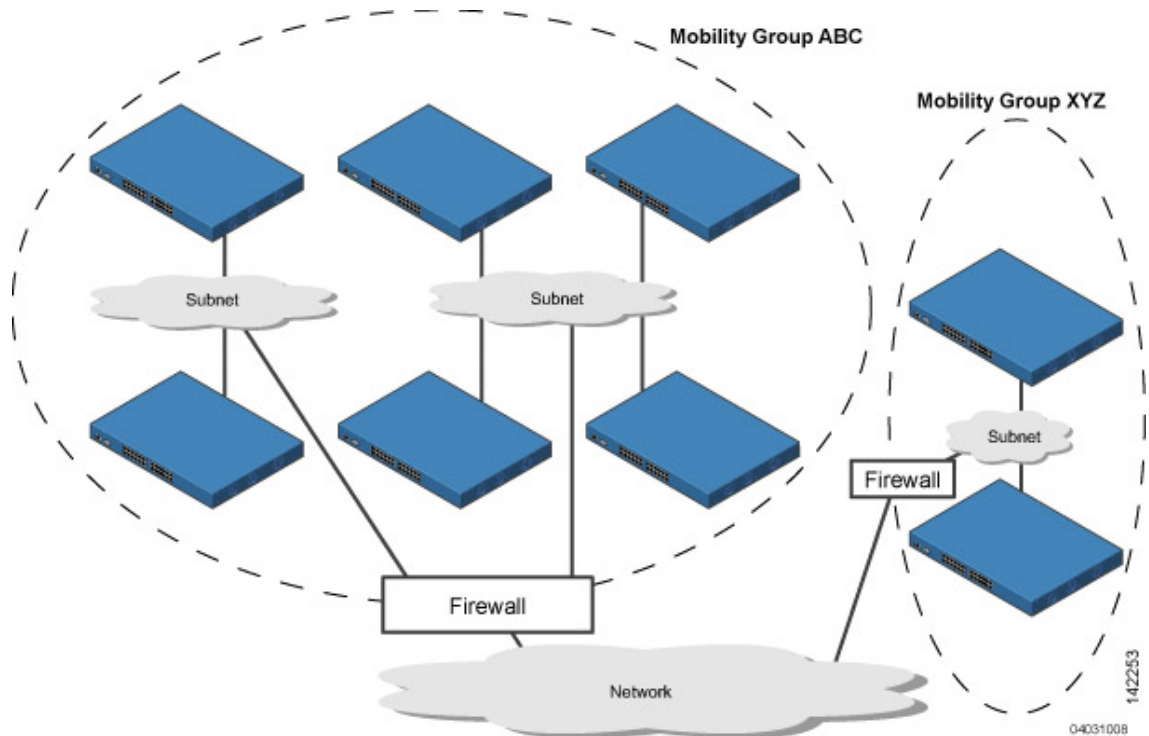 Mobility Group ABC
Mobility Group XYZ
Subnet
Subnet
Subnet
Firewall
Firewall
Network
142253
04031008